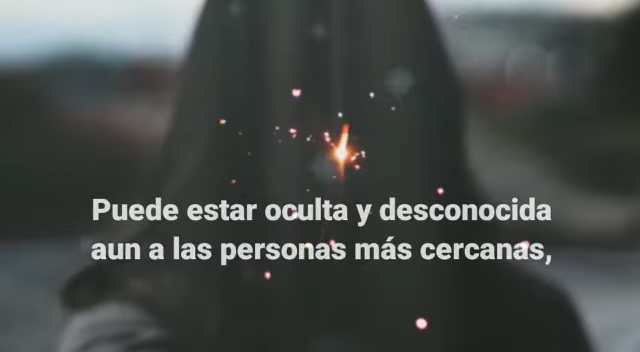 Puede estar oculta y desconocida
aun a las personas más cercanas,